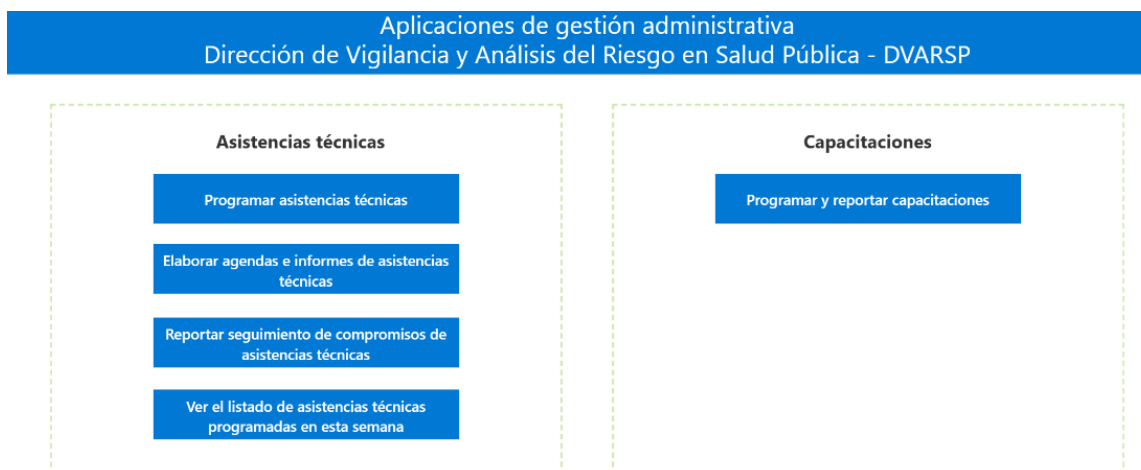 Aplicaciones de gestión administrativa
Dirección de Vigilancia y Análisis del Riesgo en Salud Pública - DVARSP
Asistencias técnicas
Programar asistencias técnicas
Elaborar agendas e informes de asistencias
técnicas
Reportar seguimiento de compromisos de
asistencias técnicas
Ver el listado de asistencias técnicas
programadas en esta semana
Capacitaciones
Programar y reportar capacitaciones